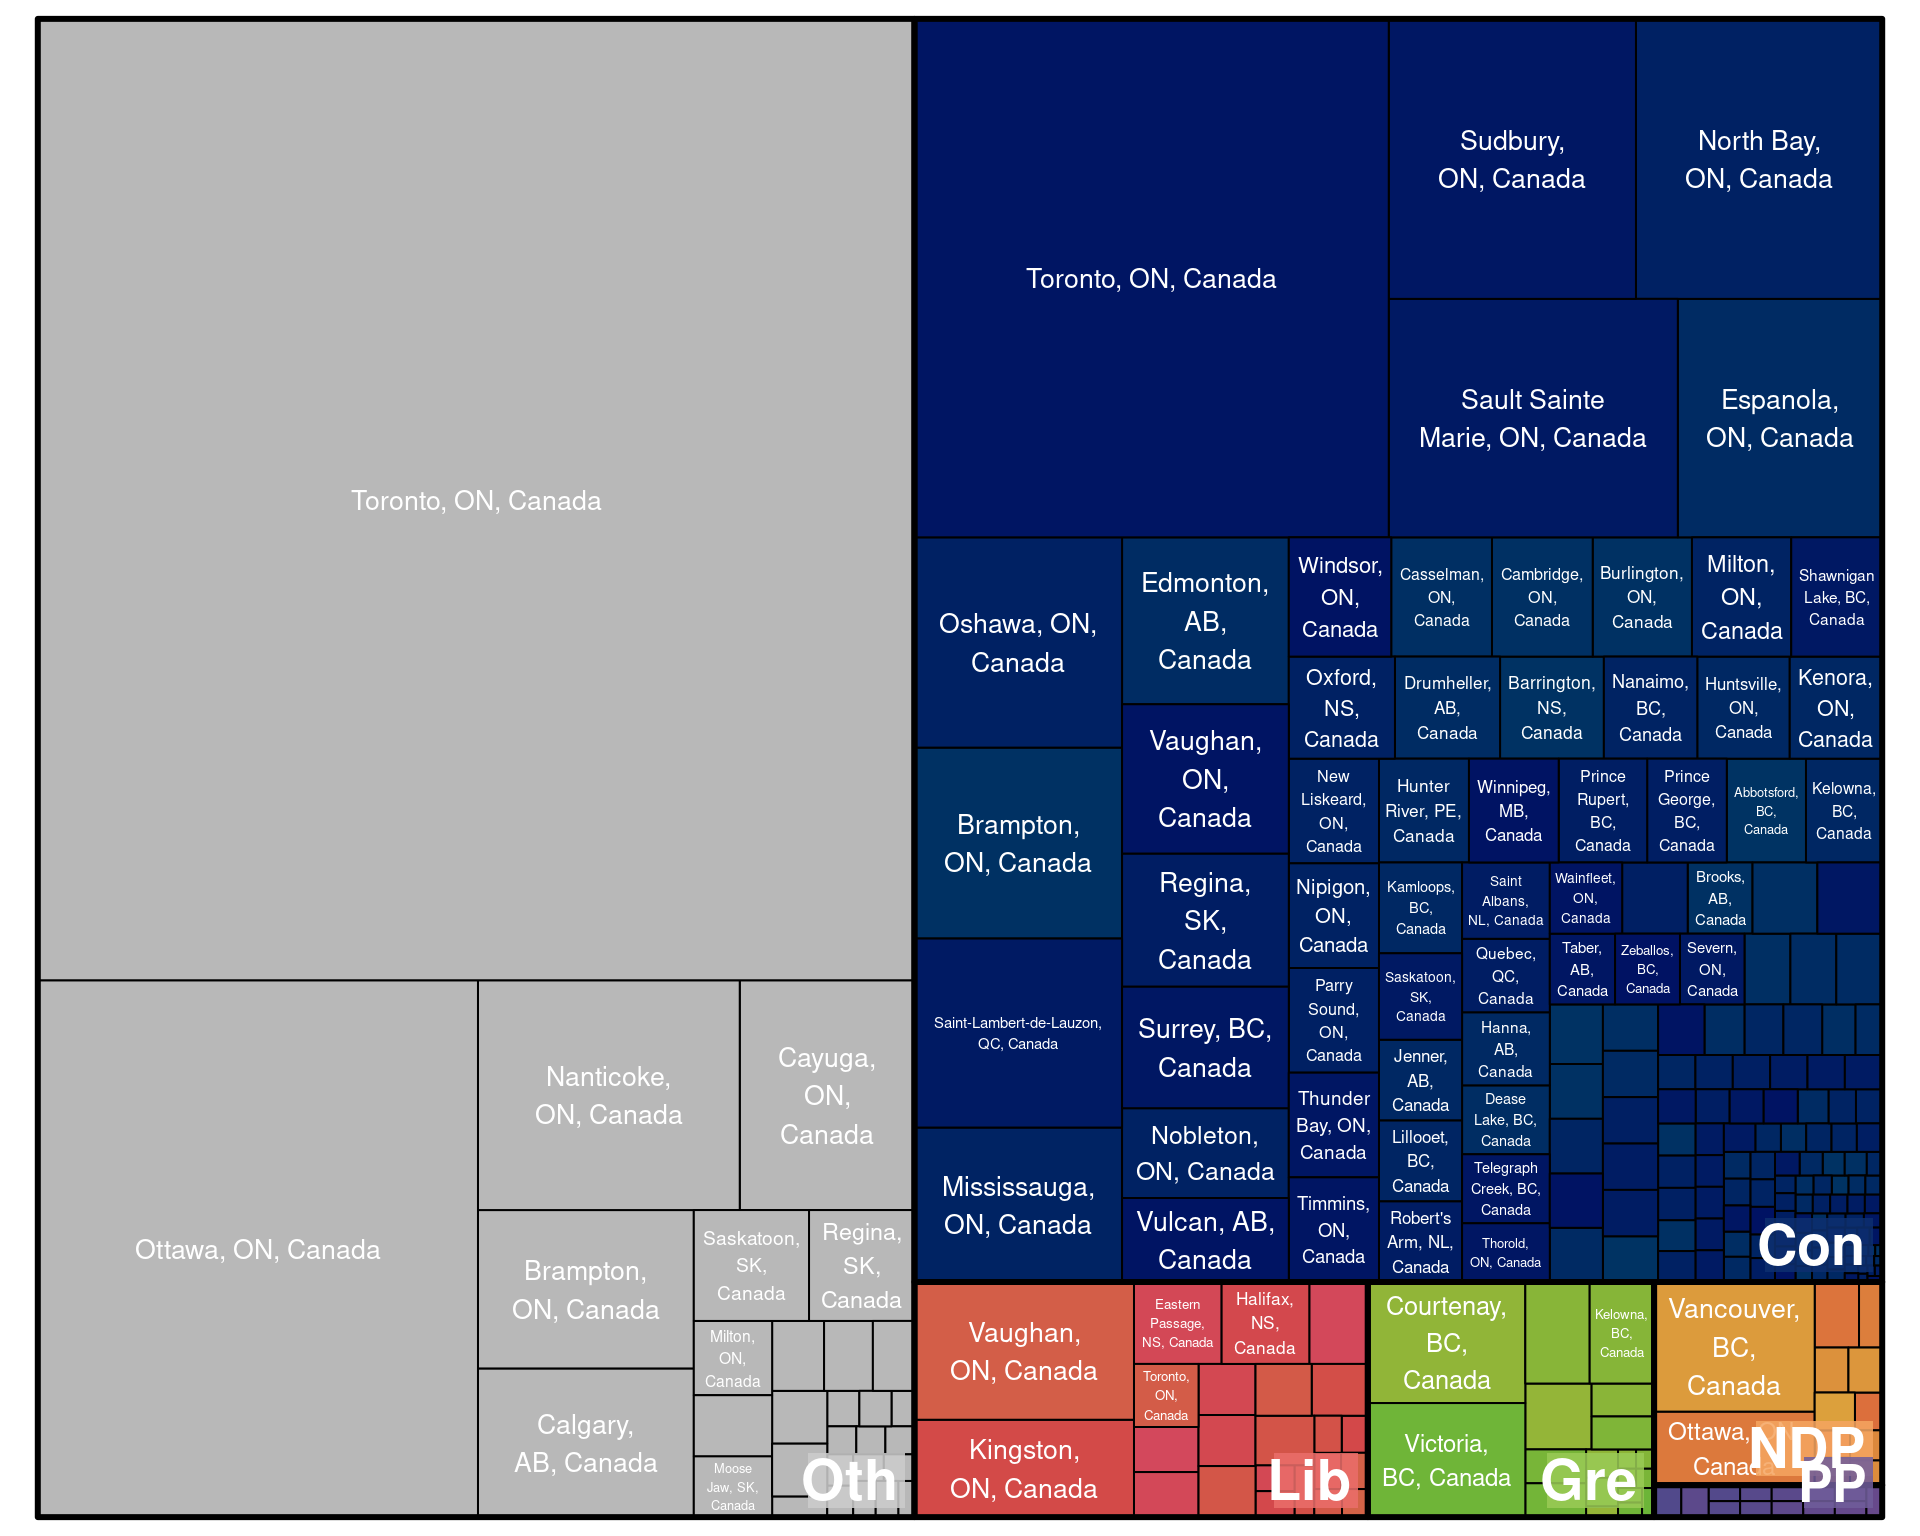 Toronto, ON, Canada
Ottawa, ON, Canada
Nanticoke,
ON, Canada
Cayuga,
ON,
Canada
Brampton,
ON, Canada
Calgary,
AB, Canada
Saskatoon,
SK,
Canada
Regina,
SK,
Canada
Milton,
ON,
Canada
Moose
Jaw, SK,
Canada
Oth
Toronto, ON, Canada
Sudbury,
ON, Canada
North Bay,
ON, Canada
Sault Sainte
Marie, ON, Canada
Espanola,
ON, Canada
Oshawa, ON,
Canada
Brampton,
ON, Canada
Saint-Lambert-de-Lauzon,
QC, Canada
Mississauga,
ON, Canada
Edmonton,
AB,
Canada
Vaughan,
ON,
Canada
Regina,
SK,
Canada
Surrey, BC,
Canada
Nobleton,
ON, Canada
Vulcan, AB,
Canada
Windsor,
ON,
Canada
Casselman,
ON,
Canada
Cambridge,
ON,
Canada
Burlington,
ON,
Canada
Milton,
ON,
Canada
Shawnigan
Lake, BC,
Canada
Oxford,
NS,
Canada
Drumheller,
AB,
Canada
Barrington,
NS,
Canada
Nanaimo,
BC,
Canada
Huntsville,
ON,
Canada
Kenora,
ON,
Canada
New
Liskeard,
ON,
Canada
Hunter
River, PE,
Canada
Winnipeg,
MB,
Canada
Prince
Rupert,
BC,
Canada
Prince
George,
BC,
Canada
Abbotsford,
BC,
Canada
Kelowna,
BC,
Canada
Nipigon,
ON,
Canada
Parry
Sound,
ON,
Canada
Thunder
Bay, ON,
Canada
Timmins,
ON,
Canada
Kamloops,
BC,
Canada
Saskatoon,
SK,
Canada
Jenner,
AB,
Canada
Lillooet,
BC,
Canada
Robert's
Arm, NL,
Canada
Saint
Albans,
NL, Canada
Quebec,
QC,
Canada
Hanna,
AB,
Canada
Dease
Lake, BC,
Canada
Telegraph
Creek, BC,
Canada
Thorold,
ON, Canada
Wainfleet,
ON,
Canada
Brooks,
AB,
Canada
Taber,
AB,
Canada
Zeballos,
BC,
Canada
Severn,
ON,
Canada
Con
Vaughan,
ON, Canada
Kingston,
ON, Canada
Eastern
Passage,
NS, Canada
Halifax,
NS,
Canada
Toronto,
ON,
Canada
Lib
Courtenay,
BC,
Canada
Victoria,
BC, Canada
Kelowna,
BC,
Canada
Gre
Vancouver,
BC,
Canada
Ottawa, ON,
Canada
NDP
PP